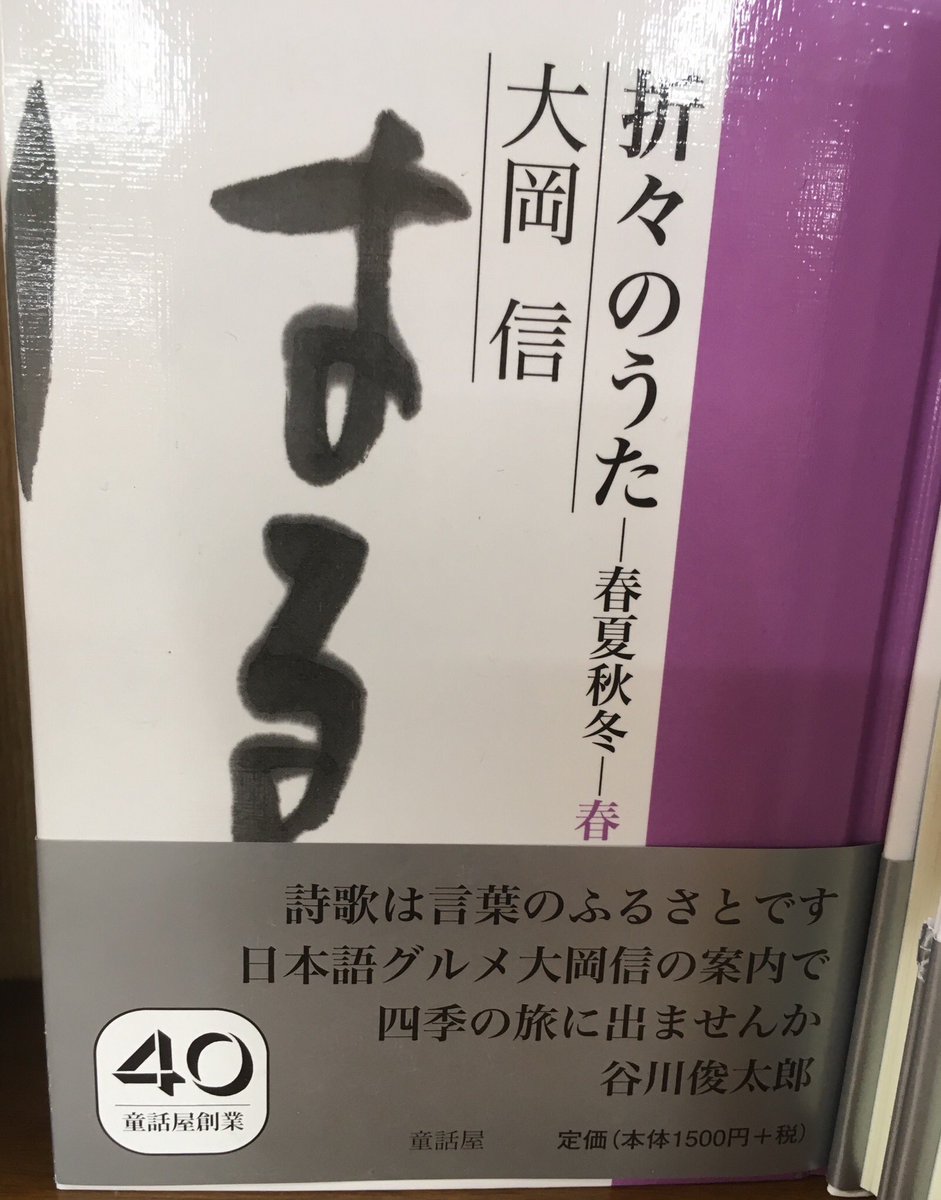 折々のうた―春夏秋冬―春
大岡 信
はる
詩歌は言葉のふるさとです
日本語グルメ大岡信の案内で
四季の旅に出ませんか
谷川俊太郎
40
童話屋創業
童話屋
定価(本体1500円+税)